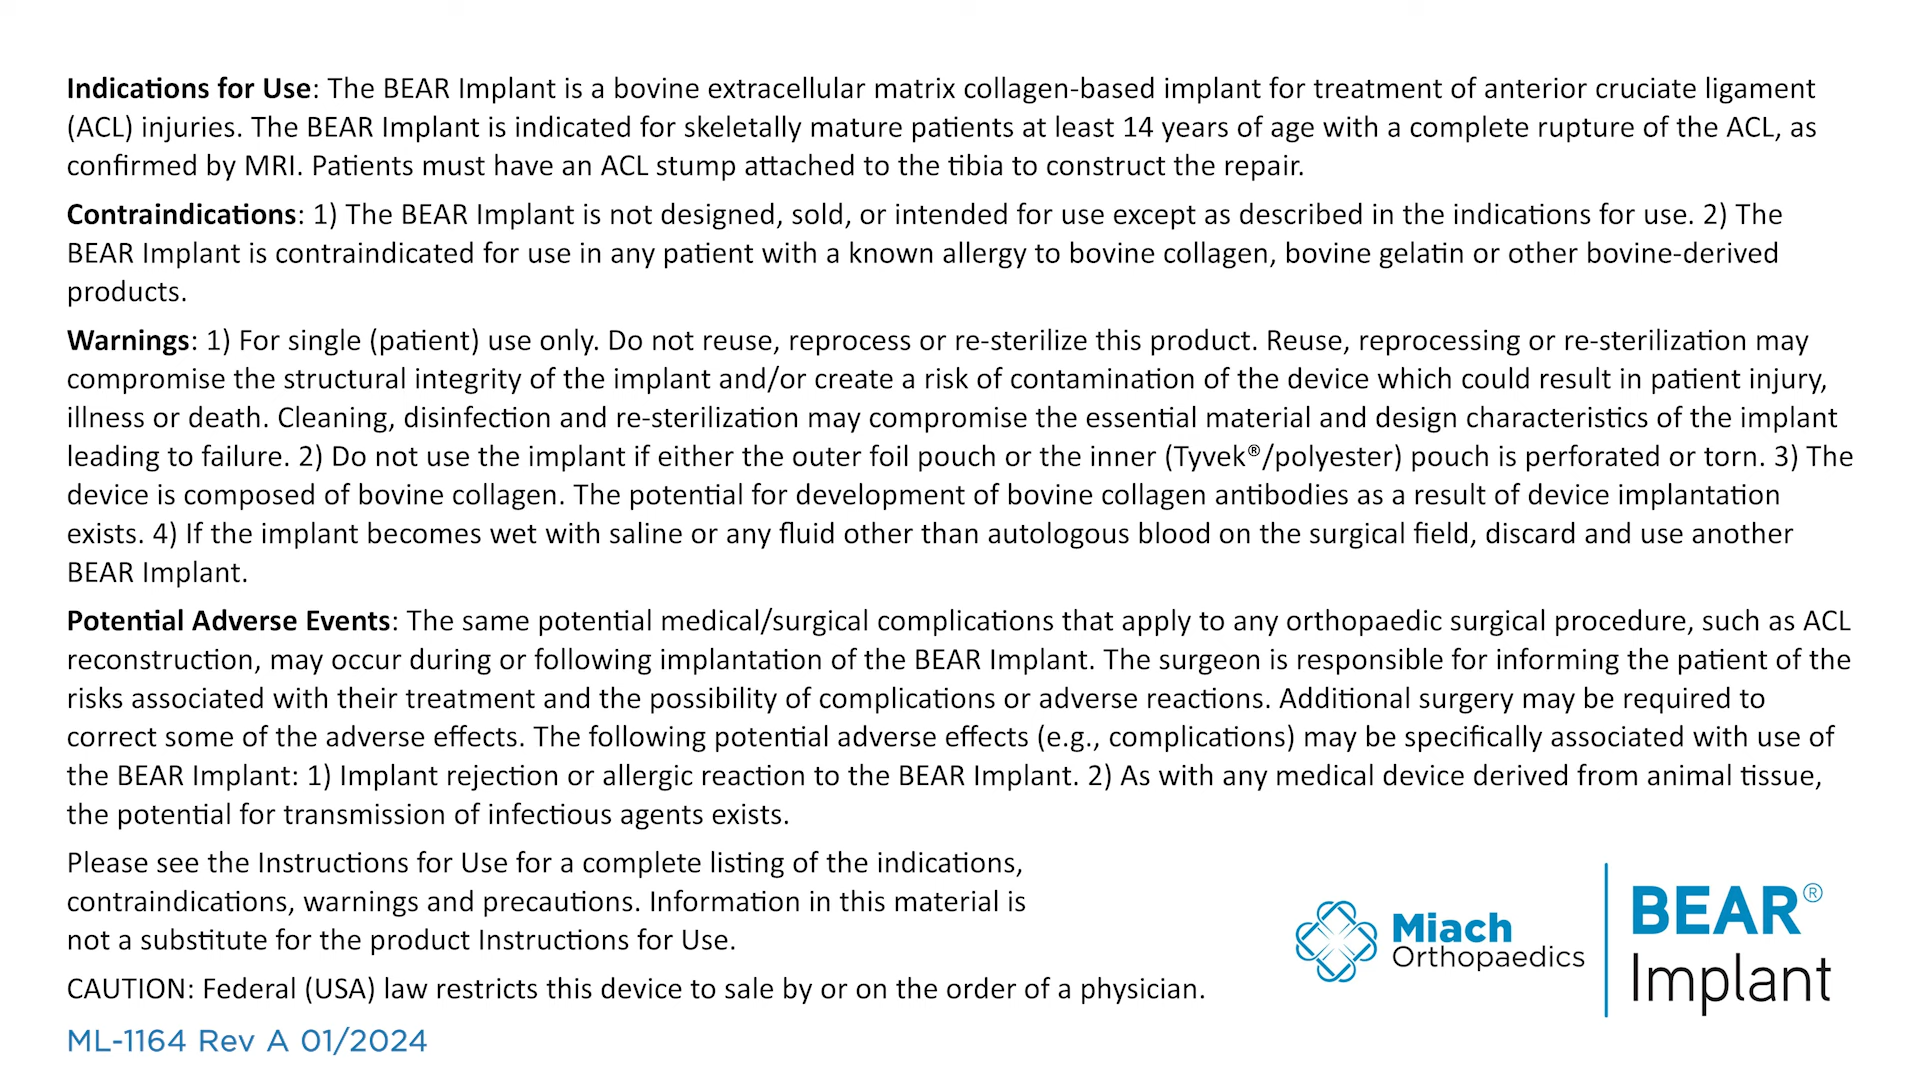 Indications for Use: The BEAR Implant is a bovine extracellular matrix collagen-based implant for treatment of anterior cruciate ligament
(ACL) injuries. The BEAR Implant is indicated for skeletally mature patients at least 14 years of age with a complete rupture of the ACL, as
confirmed by MRI. Patients must have an ACL stump attached to the tibia to construct the repair.
Contraindications: 1) The BEAR Implant is not designed, sold, or intended for use except as described in the indications for use. 2) The
BEAR Implant is contraindicated for use in any patient with a known allergy to bovine collagen, bovine gelatin or other bovine-derived
products.
Warnings: 1) For single (patient) use only. Do not reuse, reprocess or re-sterilize this product. Reuse, reprocessing or re-sterilization may
compromise the structural integrity of the implant and/or create a risk of contamination of the device which could result in patient injury,
illness or death. Cleaning, disinfection and re-sterilization may compromise the essential material and design characteristics of the implant
leading to failure. 2) Do not use the implant if either the outer foil pouch or the inner (Tyvek®/polyester) pouch is perforated or torn. 3) The
device is composed of bovine collagen. The potential for development of bovine collagen antibodies as a result of device implantation
exists. 4) If the implant becomes wet with saline or any fluid other than autologous blood on the surgical field, discard and use another
BEAR Implant.
Potential Adverse Events: The same potential medical/surgical complications that apply to any orthopaedic surgical procedure, such as ACL
reconstruction, may occur during or following implantation of the BEAR Implant. The surgeon is responsible for informing the patient of the
risks associated with their treatment and the possibility of complications or adverse reactions. Additional surgery may be required to
correct some of the adverse effects. The following potential adverse effects (e.g., complications) may be specifically associated with use of
the BEAR Implant: 1) Implant rejection or allergic reaction to the BEAR Implant. 2) As with any medical device derived from animal tissue,
the potential for transmission of infectious agents exists.
Please see the Instructions for Use for a complete listing of the indications,
contraindications, warnings and precautions. Information in this material is
not a substitute for the product Instructions for Use.
CAUTION: Federal (USA) law restricts this device to sale by or on the order of a physician.
ML-1164 Rev A 01/2024
Miach
Orthopaedics
BEAR®
Implant